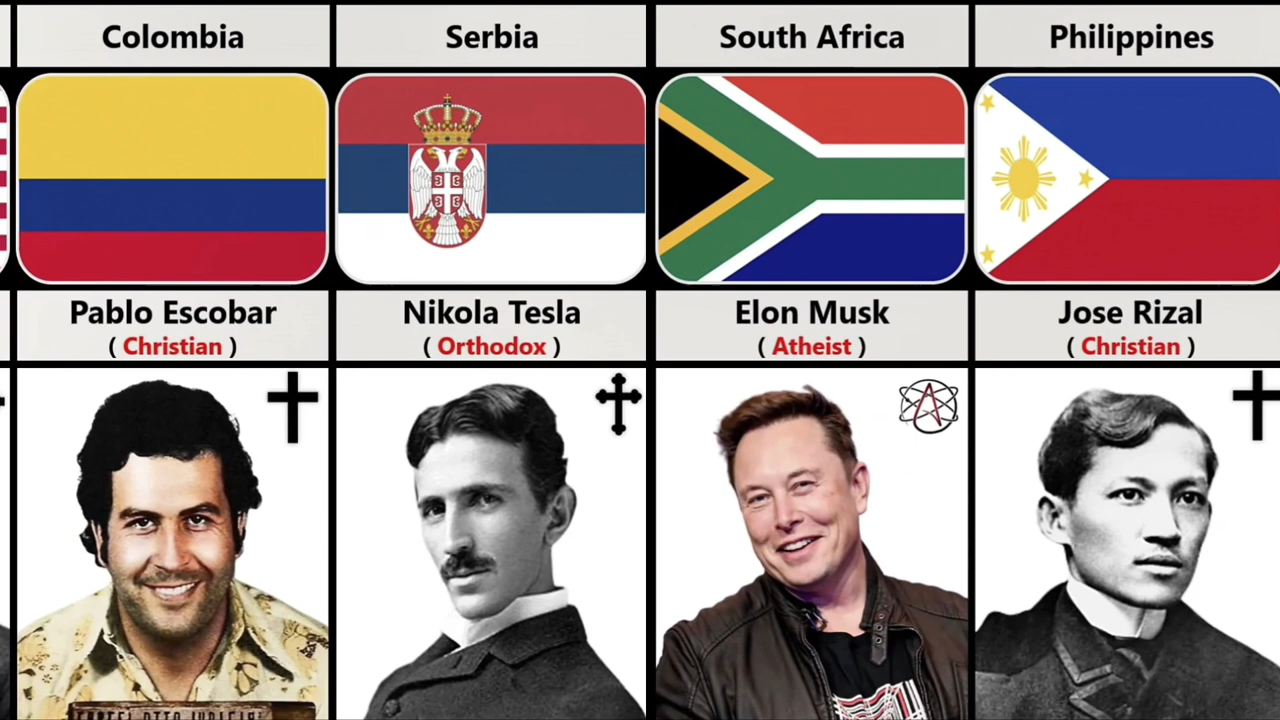 Colombia
Serbia
South Africa
Philippines
Pablo Escobar
( Christian )
Nikola Tesla
( Orthodox )
Elon Musk
( Atheist )
Jose Rizal
( Christian )